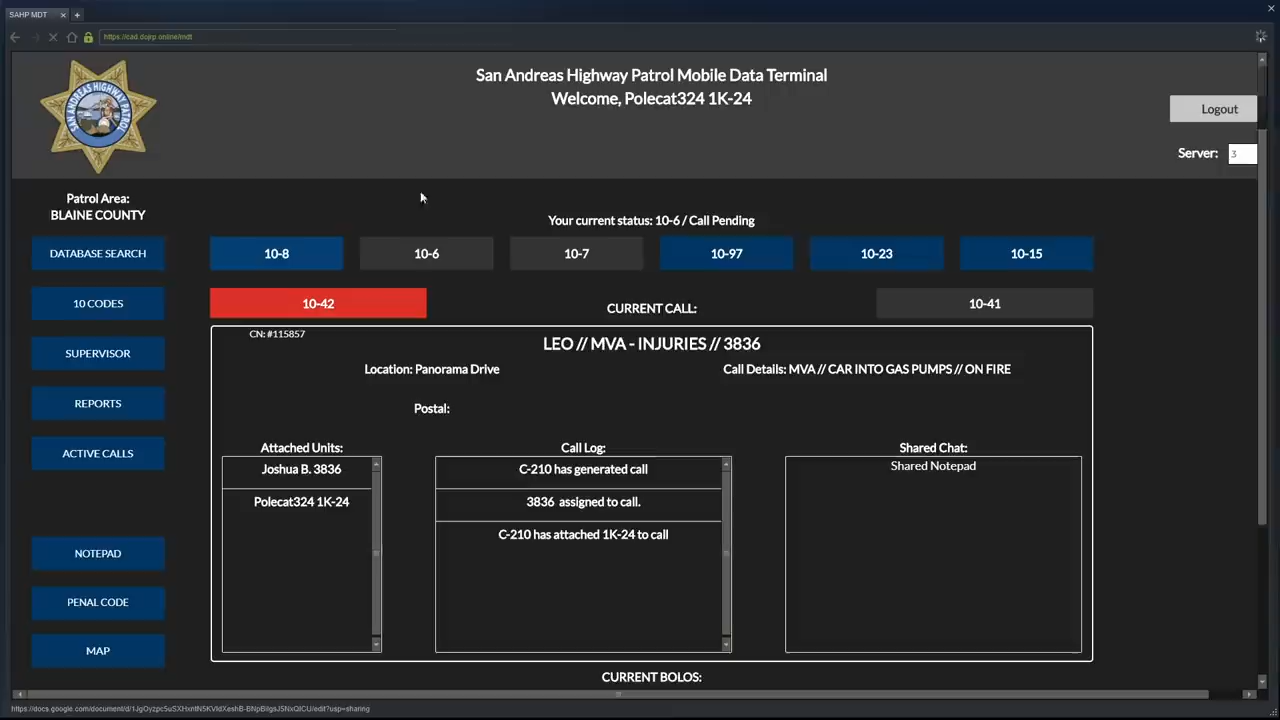 SAHP MDT
https://cad.dojrp.online/mdt
San Andreas Highway Patrol Mobile Data Terminal
Welcome, Polecat324 1K-24
Logout
Server: 3
SAN ANDREAS HIGHWAY PATROL
Patrol Area:
BLAINE COUNTY
Your current status: 10-6 / Call Pending
DATABASE SEARCH
10-8
10-6
10-7
10-97
10-23
10-15
10 CODES
10-42
CURRENT CALL:
10-41
CN: #115857
LEO // MVA - INJURIES // 3836
SUPERVISOR
Location: Panorama Drive
Call Details: MVA // CAR INTO GAS PUMPS // ON FIRE
REPORTS
Postal:
ACTIVE CALLS
Attached Units:
Call Log:
Shared Chat:
Joshua B. 3836
C-210 has generated call
Shared Notepad
Polecat324 1K-24
3836 assigned to call.
C-210 has attached 1K-24 to call
NOTEPAD
PENAL CODE
MAP
CURRENT BOLOS: